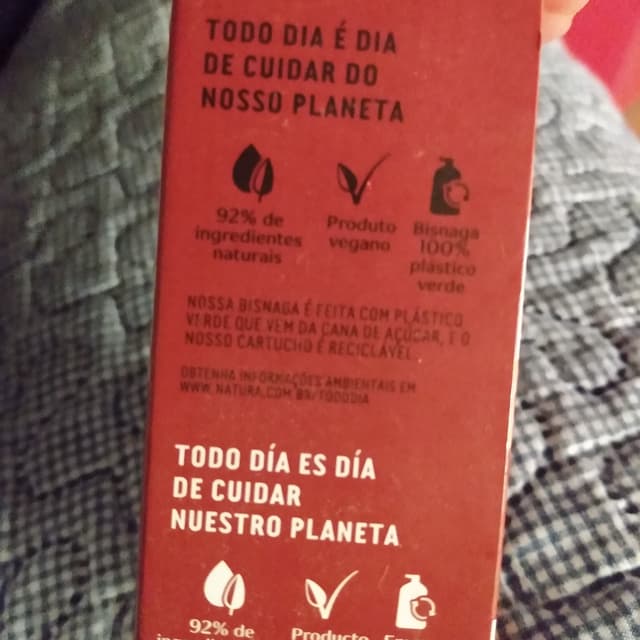 TODO DIA É DIA
DE CUIDAR DO
NOSSO PLANETA
92% de
ingredientes
naturais
Produto
vegano
Bisnaga
100%
plástico
verde
NOSSA BISNAGA É FEITA COM PLÁSTICO
VERDE QUE VEM DA CANA DE AÇÚCAR, E O
NOSSO CARTUCHO É RECICLÁVEL.
OBTENHA INFORMAÇÕES AMBIENTAIS EM
WWW.NATURA.COM.BR/TODODIA
TODO DÍA ES DÍA
DE CUIDAR
NUESTRO PLANETA
92% de
Producto